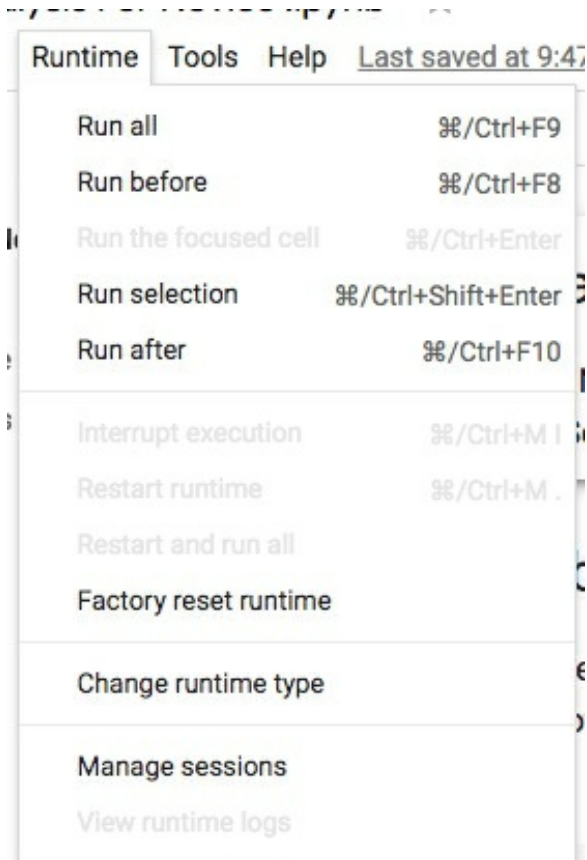 Runtime Tools Help Last saved at 9:47
Run all ⌘/Ctrl+F9
Run before ⌘/Ctrl+F8
Run the focused cell ⌘/Ctrl+Enter
Run selection ⌘/Ctrl+Shift+Enter
Run after ⌘/Ctrl+F10
Interrupt execution ⌘/Ctrl+M I
Restart runtime ⌘/Ctrl+M .
Restart and run all
Factory reset runtime
Change runtime type
Manage sessions
View runtime logs